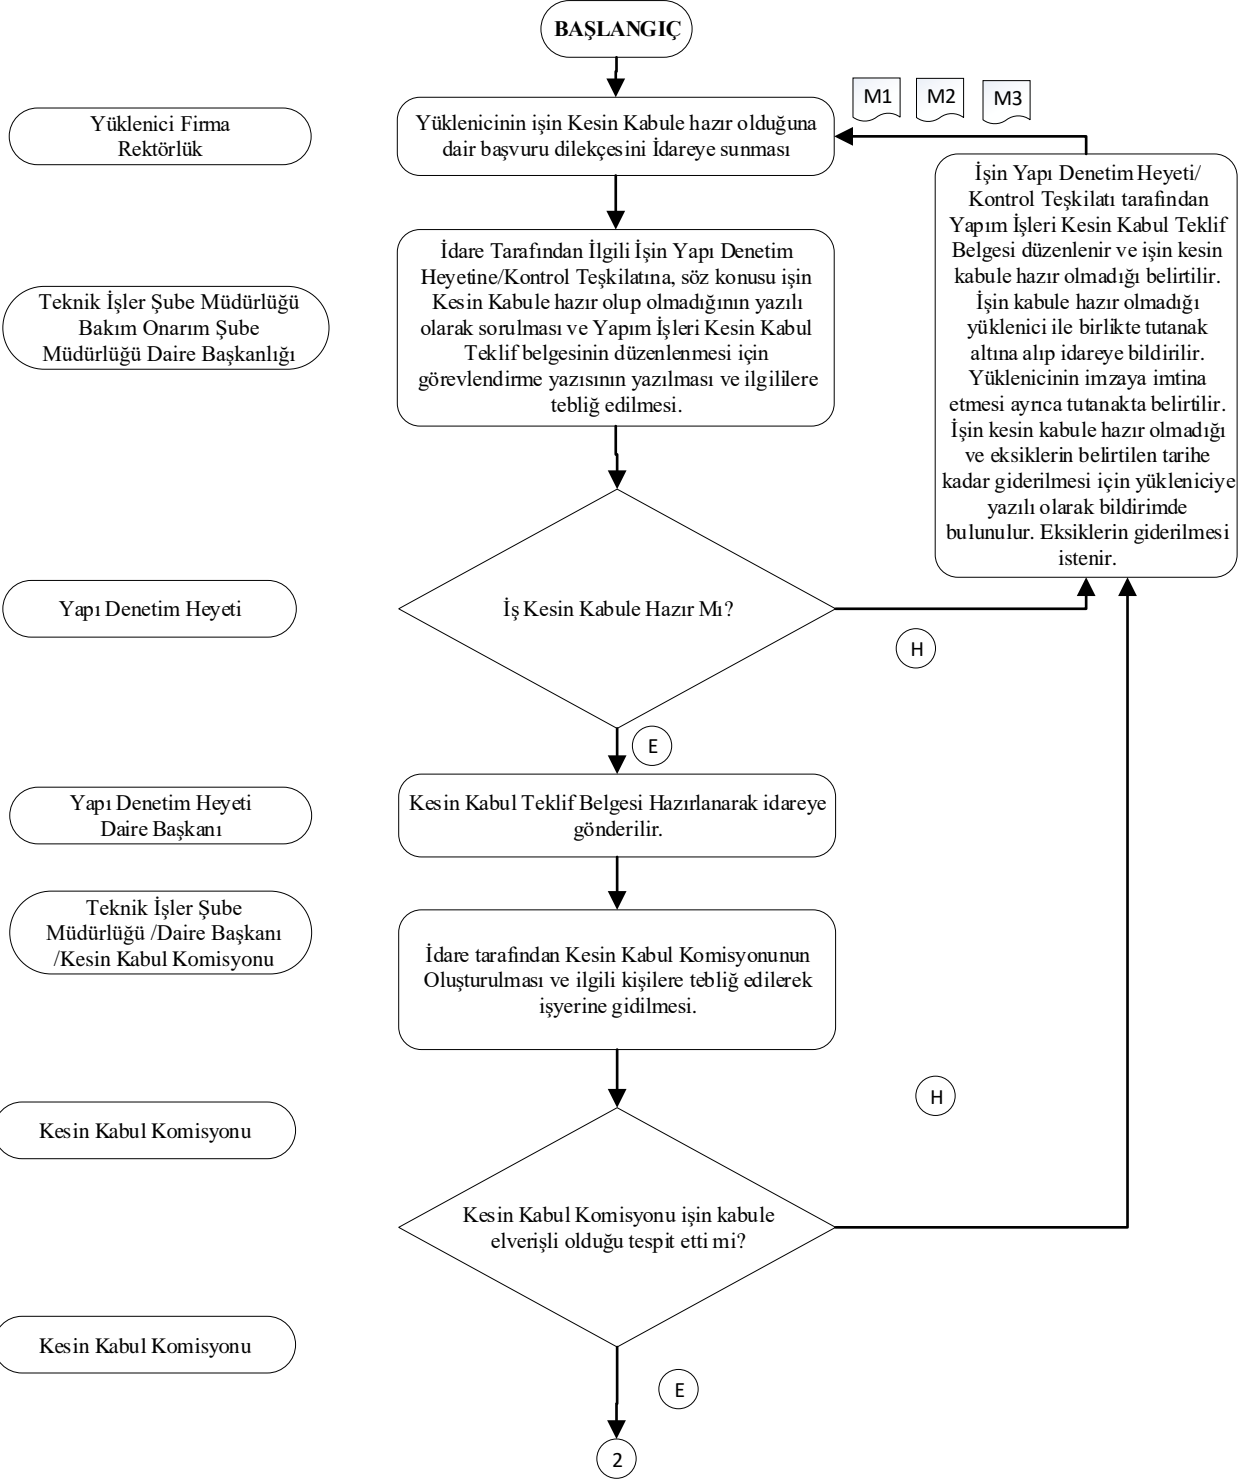 BAŞLANGIÇ
M1
M2
M3
Yüklenici Firma
Rektörlük
Yüklenicinin işin Kesin Kabule hazır olduğuna
dair başvuru dilekçesini İdareye sunması
İşin Yapı Denetim Heyeti/
Kontrol Teşkilatı tarafından
Yapım İşleri Kesin Kabul Teklif
Belgesi düzenlenir ve işin kesin
kabule hazır olmadığı belirtilir.
İşin kabule hazır olmadığı
yüklenici ile birlikte tutanak
altına alıp idareye bildirilir.
Yüklenicinin imzaya imtina
etmesi ayrıca tutanakta belirtilir.
İşin kesin kabule hazır olmadığı
ve eksiklerin belirtilen tarihe
kadar giderilmesi için yükleniciye
yazılı olarak bildirimde
bulunulur. Eksiklerin giderilmesi
istenir.
Teknik İşler Şube Müdürlüğü
Bakım Onarım Şube
Müdürlüğü Daire Başkanlığı
İdare Tarafından İlgili İşin Yapı Denetim
Heyetine/Kontrol Teşkilatına, söz konusu işin
Kesin Kabule hazır olup olmadığının yazılı
olarak sorulması ve Yapım İşleri Kesin Kabul
Teklif belgesinin düzenlenmesi için
görevlendirme yazısının yazılması ve ilgililere
tebliğ edilmesi.
Yapı Denetim Heyeti
İş Kesin Kabule Hazır Mı?
H
E
Yapı Denetim Heyeti
Daire Başkanı
Kesin Kabul Teklif Belgesi Hazırlanarak idareye
gönderilir.
Teknik İşler Şube
Müdürlüğü /Daire Başkanı
/Kesin Kabul Komisyonu
İdare tarafından Kesin Kabul Komisyonunun
Oluşturulması ve ilgili kişilere tebliğ edilerek
işyerine gidilmesi.
H
Kesin Kabul Komisyonu
Kesin Kabul Komisyonu işin kabule
elverişli olduğu tespit etti mi?
Kesin Kabul Komisyonu
E
2